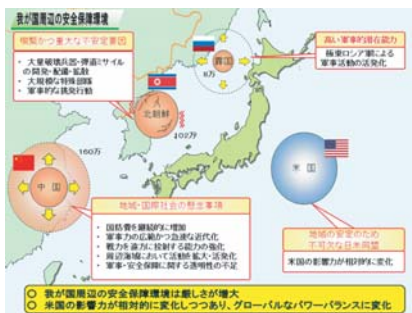 我が国周辺の安全保障環境
複雑かつ重大な不安定要因
・ 大量破壊兵器・弾道ミサイルの開発・配備・拡散
・ 大規模な特殊部隊
・ 軍事的な挑発行動
高い軍事的潜在能力
・ 極東ロシア軍による軍事活動の活発化
露国
8万
北朝鮮
102万
160万
中国
米国
地域・国際社会の懸念事項
・ 国防費を継続的に増加
・ 軍事力の広範かつ急速な近代化
・ 戦力を遠方に投射する能力の強化
・ 周辺海域において活動を拡大・活発化
・ 軍事・安全保障に関する透明性の不足
地域の安定のため
不可欠な日米同盟
米国の影響力が相対的に変化
○ 我が国周辺の安全保障環境は厳しさが増大
○ 米国の影響力が相対的に変化しつつあり、グローバルなパワーバランスに変化